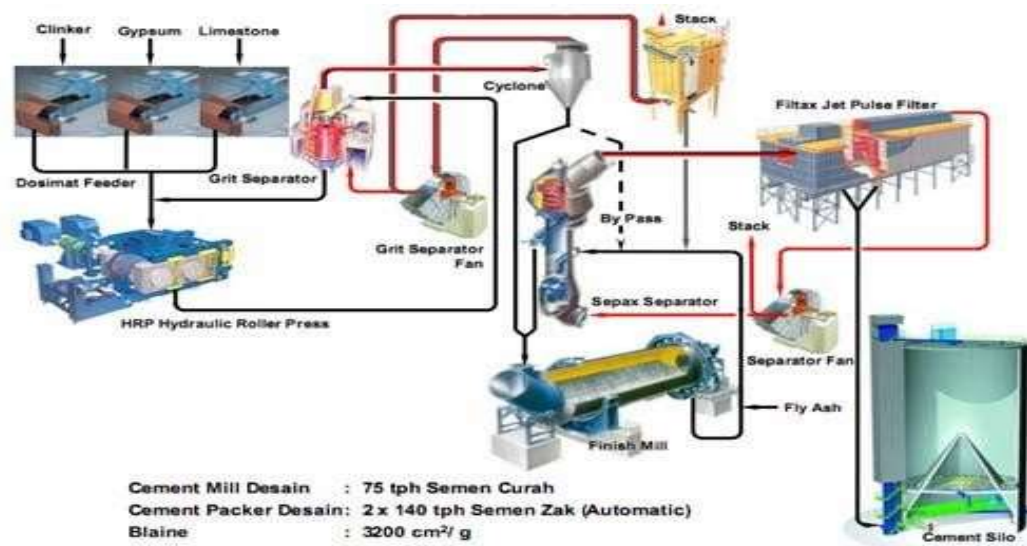 Clinker
Gypsum
Limestone
Stack
Cyclone
Filtax Jet Pulse Filter
Dosimat Feeder
Grit Separator
By Pass
Stack
Grit Separator
Fan
Sepax Separator
HRP Hydraulic Roller Press
Separator Fan
Fly Ash
Finish Mill
Cement Mill Desain : 75 tph Semen Curah
Cement Packer Desain: 2 x 140 tph Semen Zak (Automatic)
Blaine : 3200 cm²/ g
Cement Silo